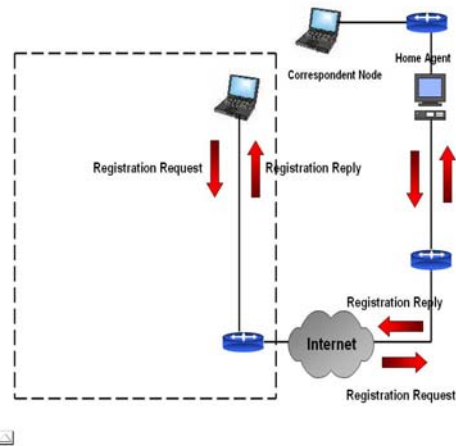 Home Agent
Correspondent Node
Registration Request
Registration Reply
Registration Reply
Internet
Registration Request